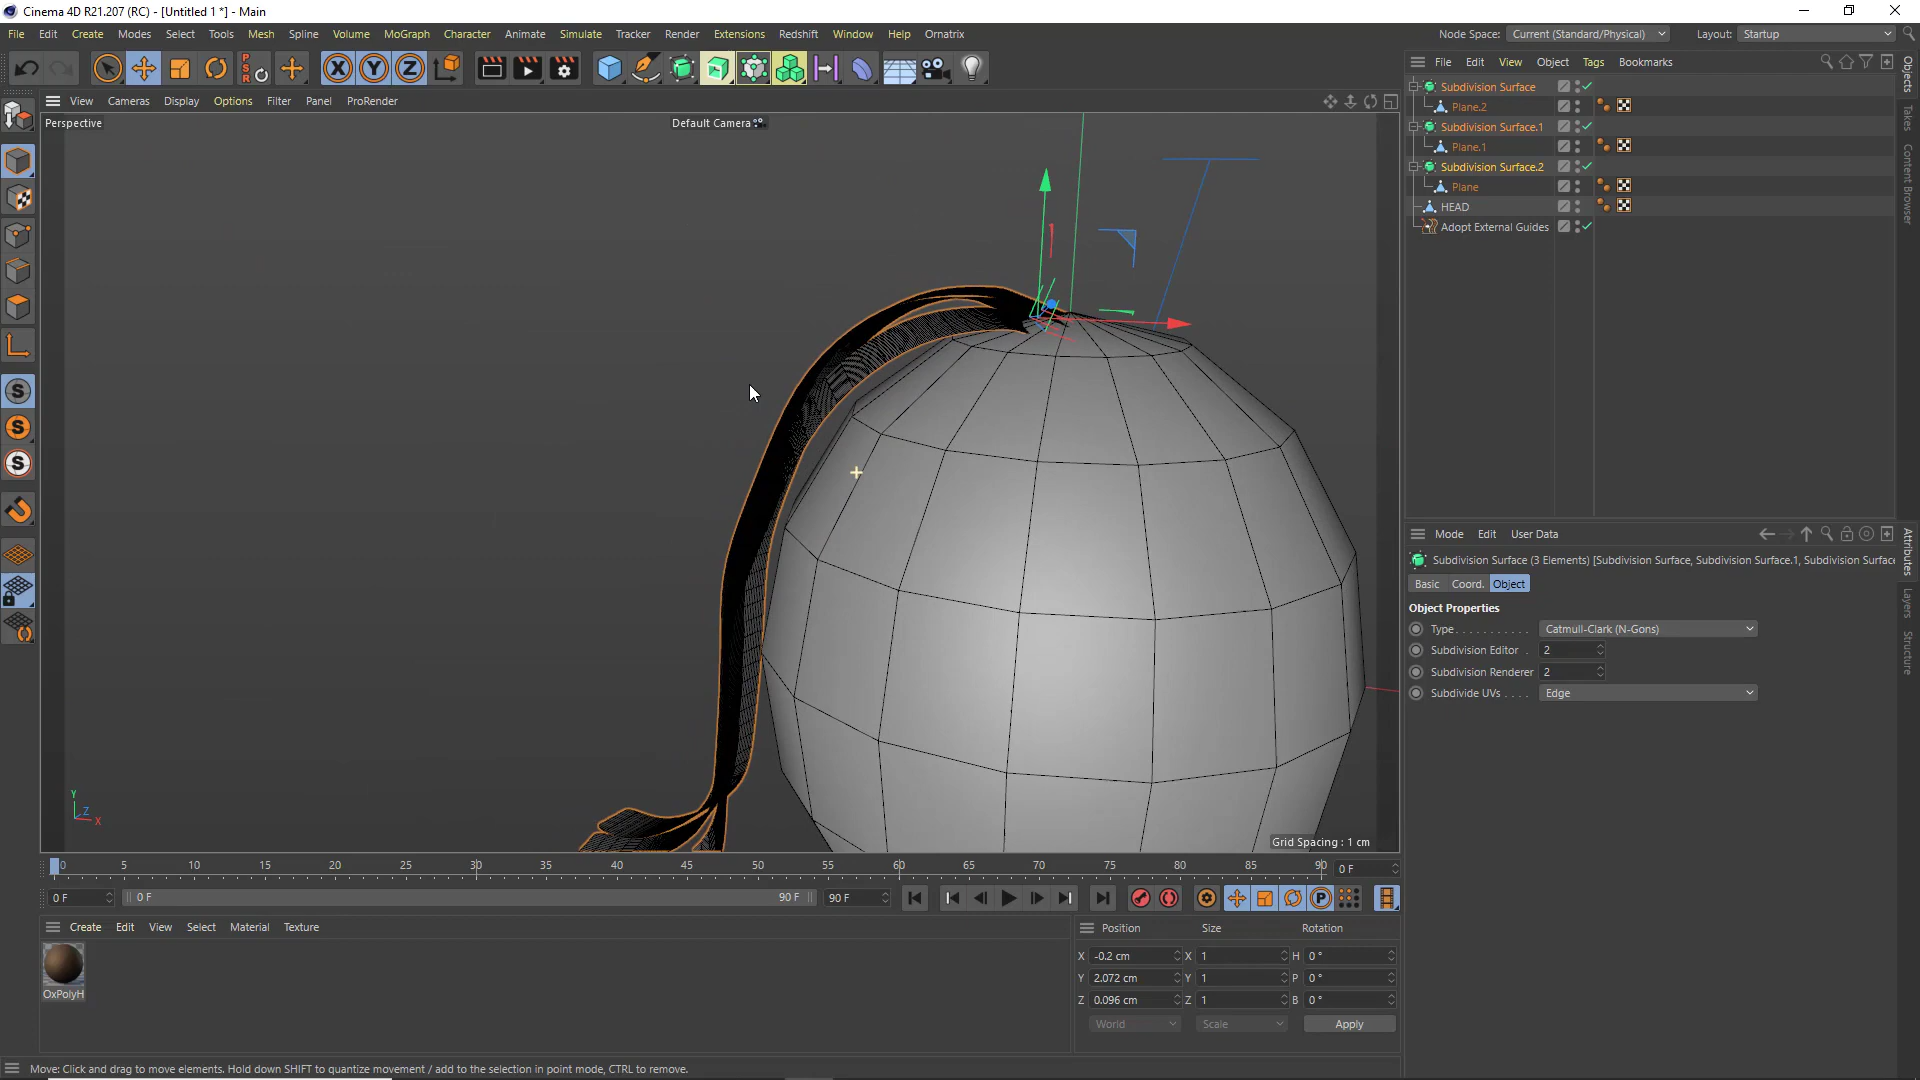 Cinema 4D R21.207 (RC) - [Untitled 1 *] - Main
File Edit Create Modes Select Tools Mesh Spline Volume MoGraph Character Animate Simulate Tracker Render Extensions Redshift Window Help Ornatrix Node Space: Current (Standard/Physical) Layout: Startup
PSR X Y Z
View Cameras Display Options Filter Panel ProRender
File Edit View Object Tags Bookmarks
Perspective
Default Camera
Subdivision Surface
Plane.2
Subdivision Surface.1
Plane.1
Subdivision Surface.2
Plane
HEAD
Adopt External Guides
Objects
Takes
Content Browser
S
S
S
Mode Edit User Data
Subdivision Surface (3 Elements) [Subdivision Surface, Subdivision Surface.1, Subdivision Surface
Basic Coord. Object
Object Properties
Type . . . . . . . . . . . Catmull-Clark (N-Gons)
Subdivision Editor . 2
Subdivision Renderer 2
Subdivide UVs . . . . Edge
Attributes
Layers
Structure
Y
Z
X
Grid Spacing : 1 cm
0 5 10 15 20 25 30 35 40 45 50 55 60 65 70 75 80 85 90 0 F
0 F 0 F 90 F 90 F P
Create Edit View Select Material Texture
OxPolyH
Position Size Rotation
X -0.2 cm X 1 H 0 °
Y 2.072 cm Y 1 P 0 °
Z 0.096 cm Z 1 B 0 °
World Scale Apply
Move: Click and drag to move elements. Hold down SHIFT to quantize movement / add to the selection in point mode, CTRL to remove.